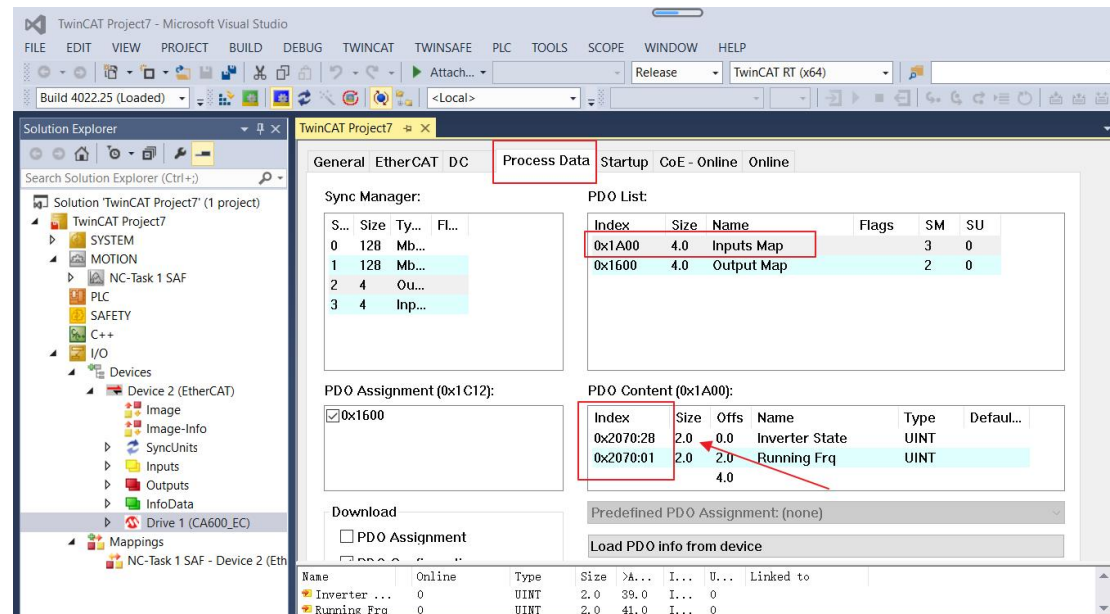 TwinCAT Project7 - Microsoft Visual Studio
FILE EDIT VIEW PROJECT BUILD DEBUG TWINCAT TWINSAFE PLC TOOLS SCOPE WINDOW HELP
Attach... Release TwinCAT RT (x64)
Build 4022.25 (Loaded) <Local>
Solution Explorer
TwinCAT Project7
Search Solution Explorer (Ctrl+;)
Solution 'TwinCAT Project7' (1 project)
TwinCAT Project7
SYSTEM
MOTION
NC-Task 1 SAF
PLC
SAFETY
C++
I/O
Devices
Device 2 (EtherCAT)
Image
Image-Info
SyncUnits
Inputs
Outputs
InfoData
Drive 1 (CA600_EC)
Mappings
NC-Task 1 SAF - Device 2 (Eth
General EtherCAT DC Process Data Startup CoE - Online Online
Sync Manager:
S... Size Ty... Fl...
0 128 Mb...
1 128 Mb...
2 4 Ou...
3 4 Inp...
PDO List:
Index Size Name Flags SM SU
0x1A00 4.0 Inputs Map 3 0
0x1600 4.0 Output Map 2 0
PDO Assignment (0x1C12):
0x1600
PDO Content (0x1A00):
Index Size Offs Name Type Defaul...
0x2070:28 2.0 0.0 Inverter State UINT
0x2070:01 2.0 2.0 Running Frq UINT
4.0
Download
PDO Assignment
Predefined PDO Assignment: (none)
Load PDO info from device
Name Online Type Size >A... I... U... Linked to
Inverter ... 0 UINT 2.0 39.0 I... 0
Running Frq 0 UINT 2.0 41.0 I... 0